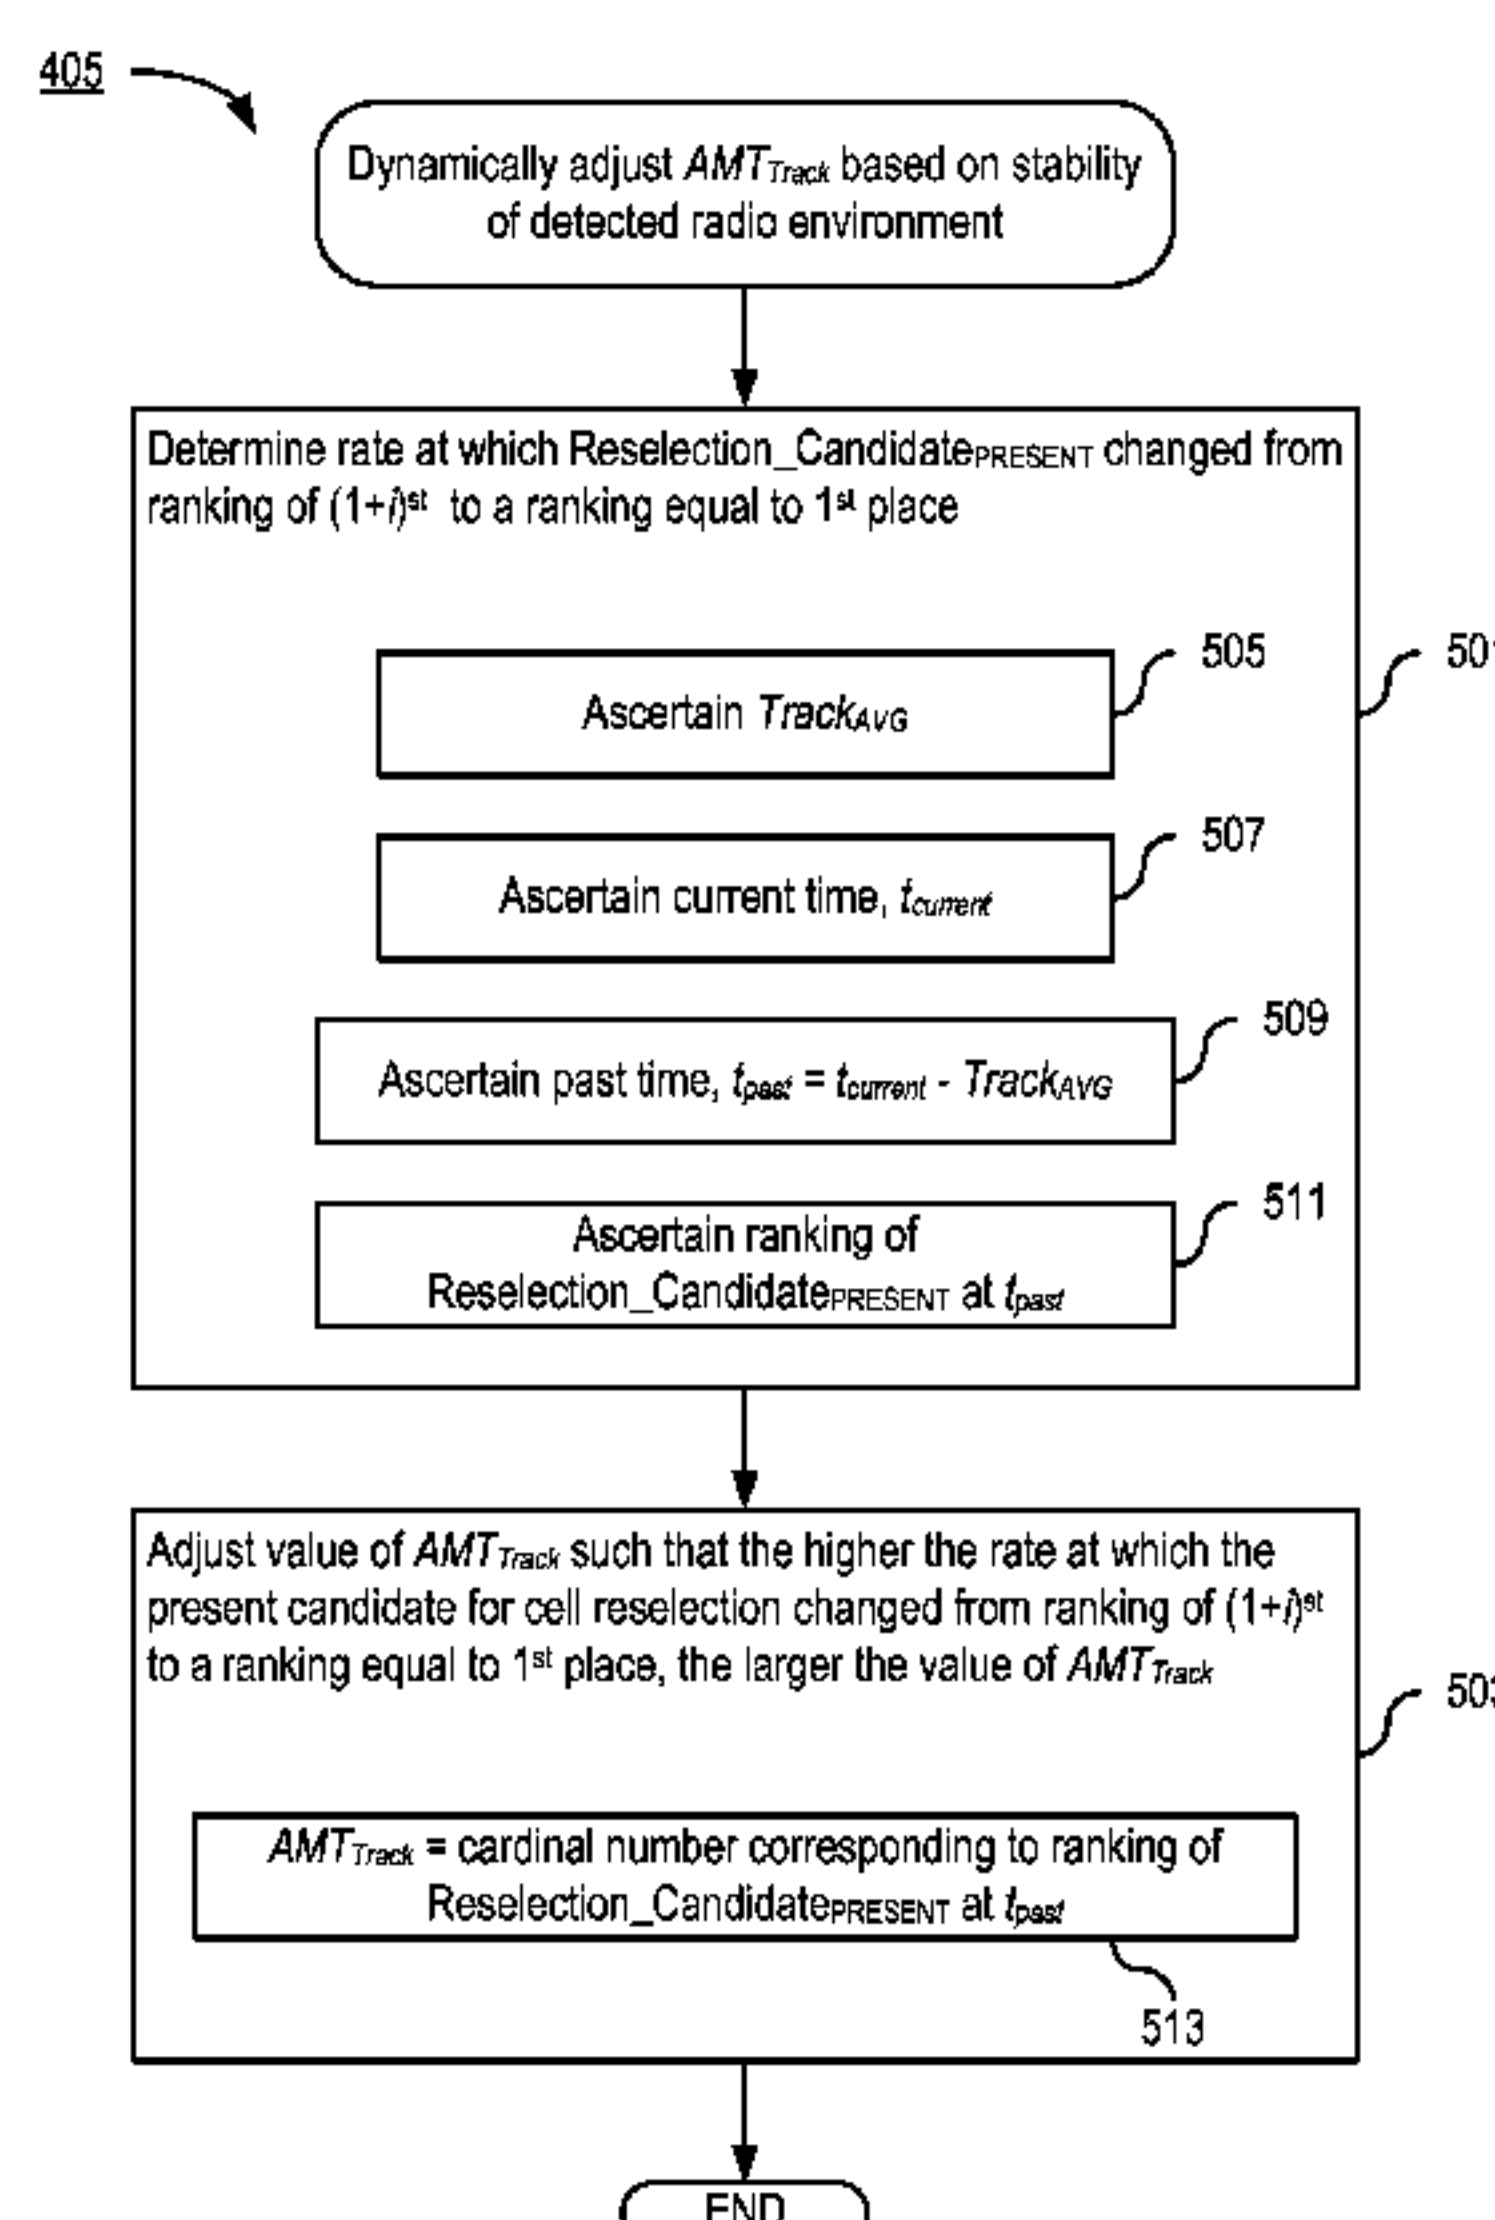 405
Dynamically adjust AMTTrack based on stability
of detected radio environment
Determine rate at which Reselection_CandidatePRESENT changed from
ranking of (1+i)st to a ranking equal to 1st place
505
501
Ascertain TrackAVG
507
Ascertain current time, tcurrent
509
Ascertain past time, tpast = tcurrent - TrackAVG
511
Ascertain ranking of
Reselection_CandidatePRESENT at tpast
Adjust value of AMTTrack such that the higher the rate at which the
present candidate for cell reselection changed from ranking of (1+i)st
to a ranking equal to 1st place, the larger the value of AMTTrack
503
AMTTrack = cardinal number corresponding to ranking of
Reselection_CandidatePRESENT at tpast
513
END